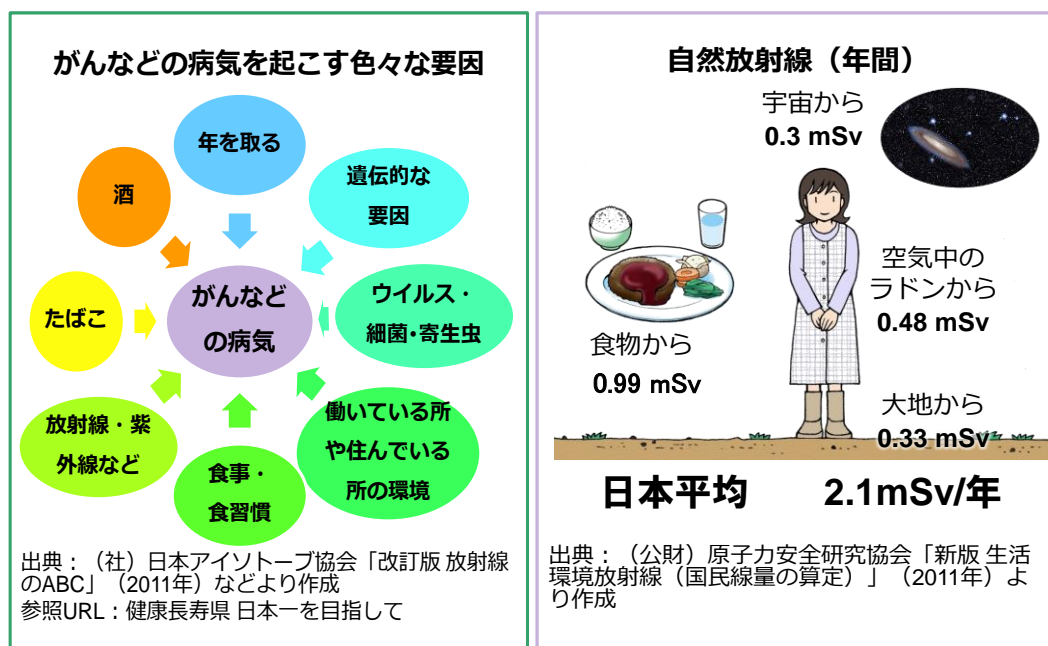 がんなどの病気を起こす色々な要因
年を取る
酒
遺伝的な
要因
たばこ
がんなど
の病気
ウイルス・
細菌・寄生虫
放射線・紫
外線など
食事・
食習慣
働いている所
や住んでいる
所の環境
出典：（社）日本アイソトープ協会「改訂版 放射線
のABC」（2011年）などより作成
参照URL：健康長寿県 日本一を目指して
自然放射線（年間）
宇宙から
0.3 mSv
空気中の
ラドンから
0.48 mSv
食物から
0.99 mSv
大地から
0.33 mSv
日本平均 2.1mSv/年
出典：（公財）原子力安全研究協会「新版 生活
環境放射線（国民線量の算定）」（2011年）よ
り作成